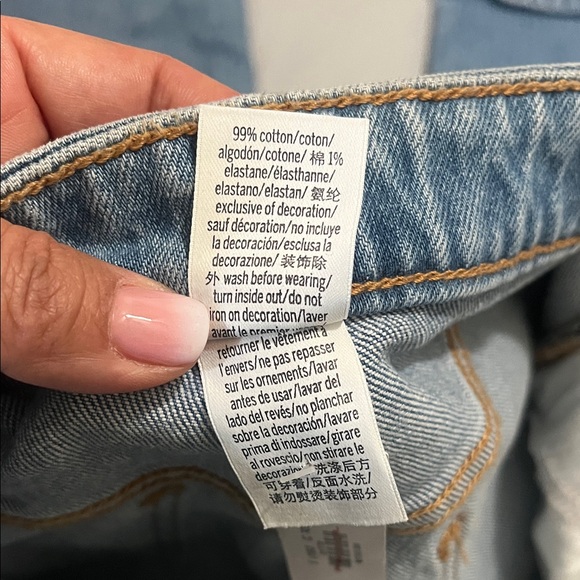 99% cotton/coton/
algodón/cotone/ 棉 1%
elastane/élasthanne/
elastano/elastan/ 氨纶
exclusive of decoration/
sauf décoration/no incluye
la decoración/esclusa la
decorazione/ 装饰除
外 wash before wearing/
turn inside out/do not
iron on decoration/laver
avant le premier
retourner le vêtement à
l'envers/ne pas repasser
sur les ornements/lavar
antes de usar/lavar del
lado del revés/no planchar
sobre la decoración/lavare
prima di indossare/girare
al rovescio/non stirare le
decorazioni/ 洗涤后方
可穿着/反面水洗/
请勿熨烫装饰部分